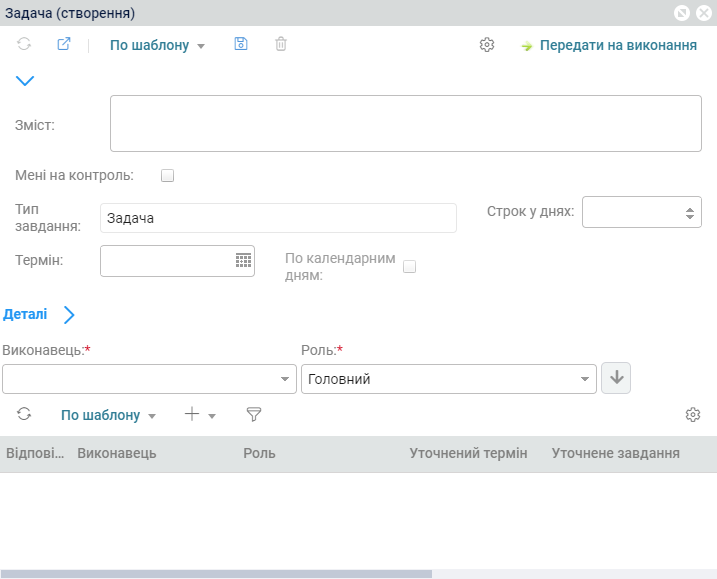 Задача (створення)
По шаблону
Передати на виконання
Зміст:
Мені на контроль:
Тип завдання:
Задача
Строк у днях:
Термін:
По календарним дням:
Деталі
Виконавець:*
Роль:*
Головний
По шаблону
Відпові... Виконавець Роль Уточнений термін Уточнене завдання